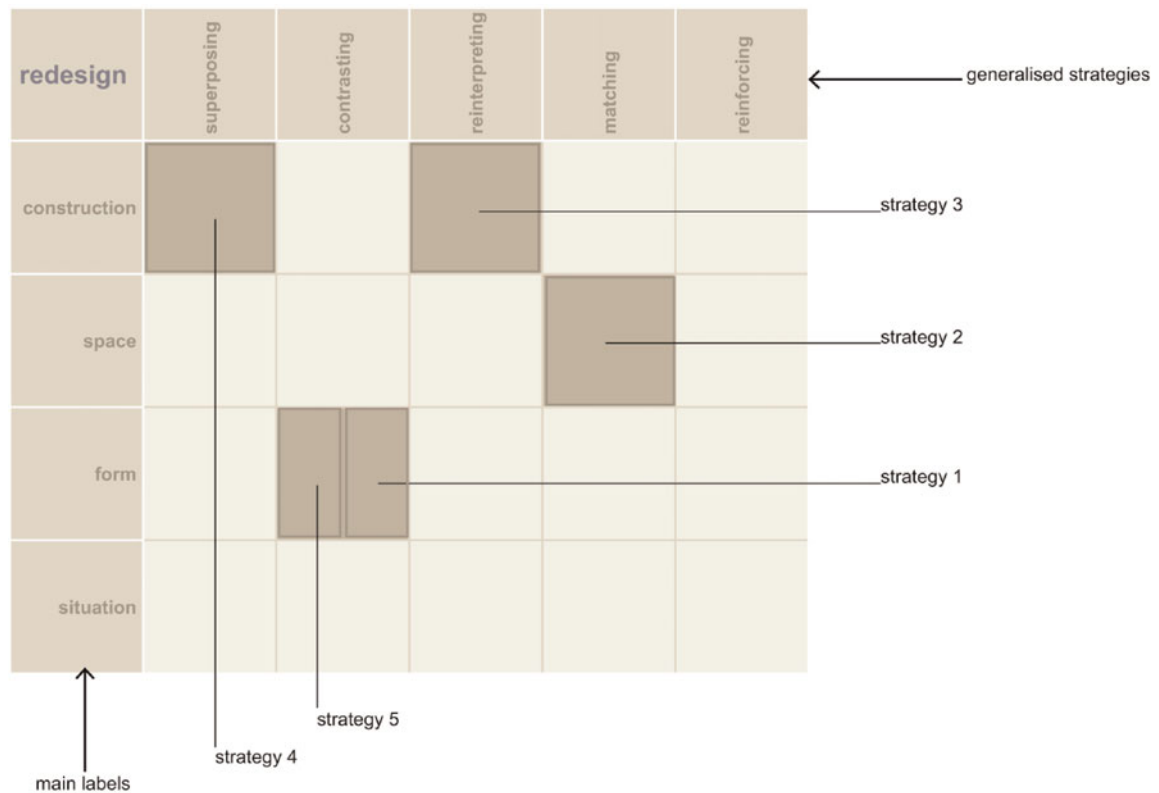 redesign
superposing
contrasting
reinterpreting
matching
reinforcing
generalised strategies
construction
strategy 3
space
strategy 2
form
strategy 1
situation
strategy 5
strategy 4
main labels